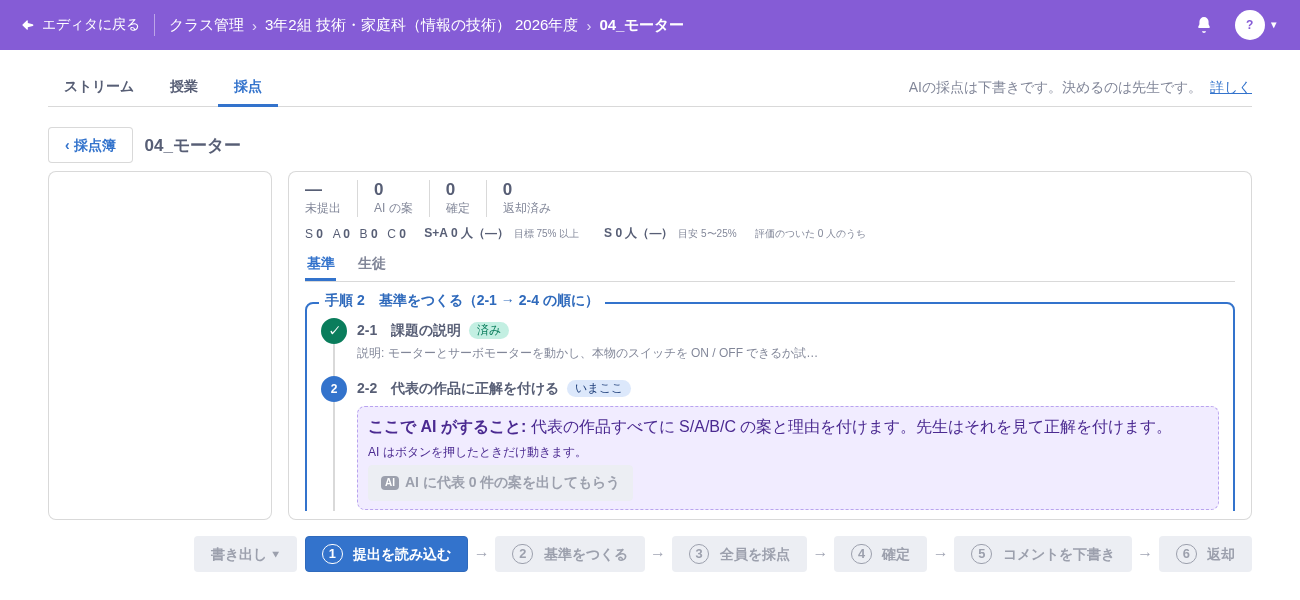 エディタに戻る
クラス管理 › 3年2組 技術・家庭科（情報の技術） 2026年度 › 04_モーター
?
ストリーム 授業 採点
AIの採点は下書きです。決めるのは先生です。 詳しく
‹ 採点簿 04_モーター
— 0 0 0
未提出 AI の案 確定 返却済み
S 0 A 0 B 0 C 0 S+A 0 人（—） 目標 75% 以上 S 0 人（—） 目安 5〜25% 評価のついた 0 人のうち
基準 生徒
手順 2 基準をつくる（2-1 → 2-4 の順に）
✓ 2-1 課題の説明 済み
説明: モーターとサーボモーターを動かし、本物のスイッチを ON / OFF できるか試…
2 2-2 代表の作品に正解を付ける いまここ
ここで AI がすること: 代表の作品すべてに S/A/B/C の案と理由を付けます。先生はそれを見て正解を付けます。
AI はボタンを押したときだけ動きます。
AI AI に代表 0 件の案を出してもらう
書き出し ▾ 1 提出を読み込む → 2 基準をつくる → 3 全員を採点 → 4 確定 → 5 コメントを下書き → 6 返却